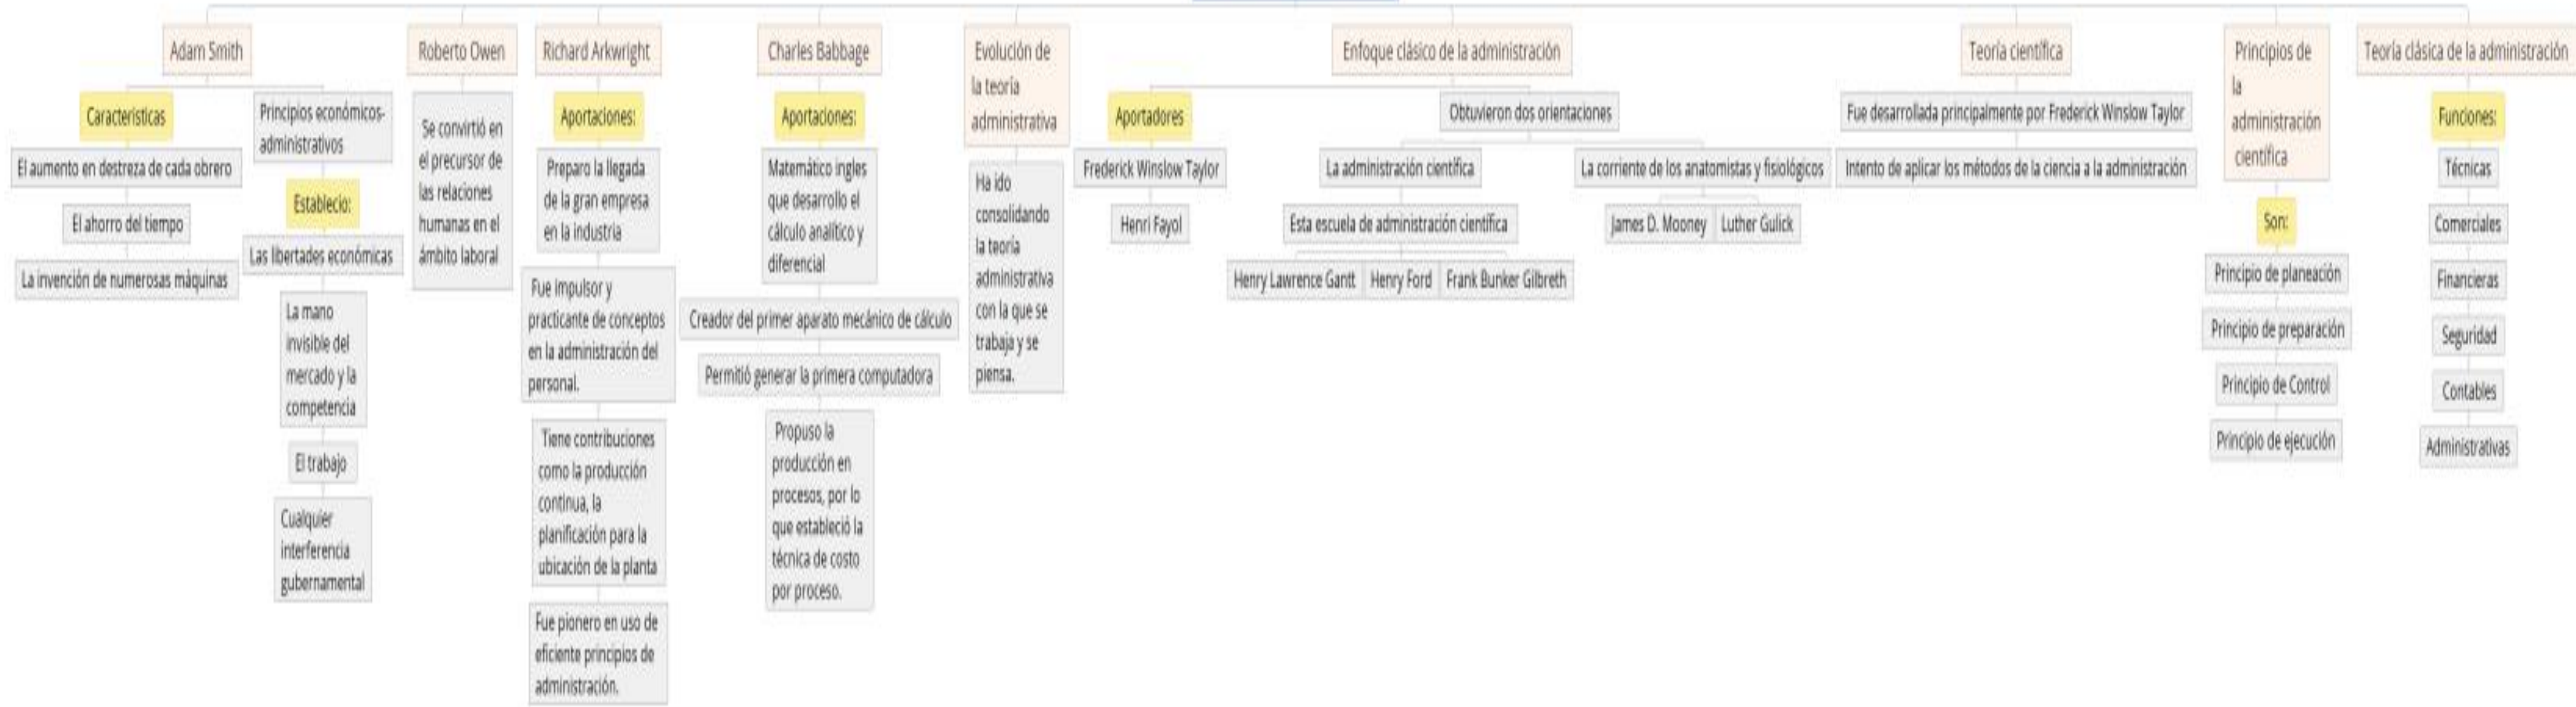 Adam Smith
Características
El aumento en destreza de cada obrero
El ahorro del tiempo
La invención de numerosas máquinas
Principios económicos-
administrativos
Establecio:
Las libertades económicas
La mano
invisible del
mercado y la
competencia
El trabajo
Cualquier
interferencia
gubernamental
Roberto Owen
Se convirtió en
el precursor de
las relaciones
humanas en el
ámbito laboral
Richard Arkwright
Aportaciones:
Preparo la llegada
de la gran empresa
en la industria
Fue impulsor y
practicante de conceptos
en la administración del
personal.
Tiene contribuciones
como la producción
continua, la
planificación para la
ubicación de la planta
Fue pionero en uso de
eficiente principios de
administración.
Charles Babbage
Aportaciones:
Matemático ingles
que desarrollo el
cálculo analítico y
diferencial
Creador del primer aparato mecánico de cálculo
Permitió generar la primera computadora
Propuso la
producción en
procesos, por lo
que estableció la
técnica de costo
por proceso.
Evolución de
la teoría
administrativa
Ha ido
consolidando
la teoría
administrativa
con la que se
trabaja y se
piensa.
Enfoque clásico de la administración
Aportadores
Frederick Winslow Taylor
Henri Fayol
Obtuvieron dos orientaciones
La administración científica
Esta escuela de administración científica
Henry Lawrence Gantt
Henry Ford
Frank Bunker Gilbreth
La corriente de los anatomistas y fisiológicos
James D. Mooney
Luther Gulick
Teoría científica
Fue desarrollada principalmente por Frederick Winslow Taylor
Intento de aplicar los métodos de la ciencia a la administración
Principios de
la
administración
científica
Son:
Principio de planeación
Principio de preparación
Principio de Control
Principio de ejecución
Teoría clásica de la administración
Funciones:
Técnicas
Comerciales
Financieras
Seguridad
Contables
Administrativas